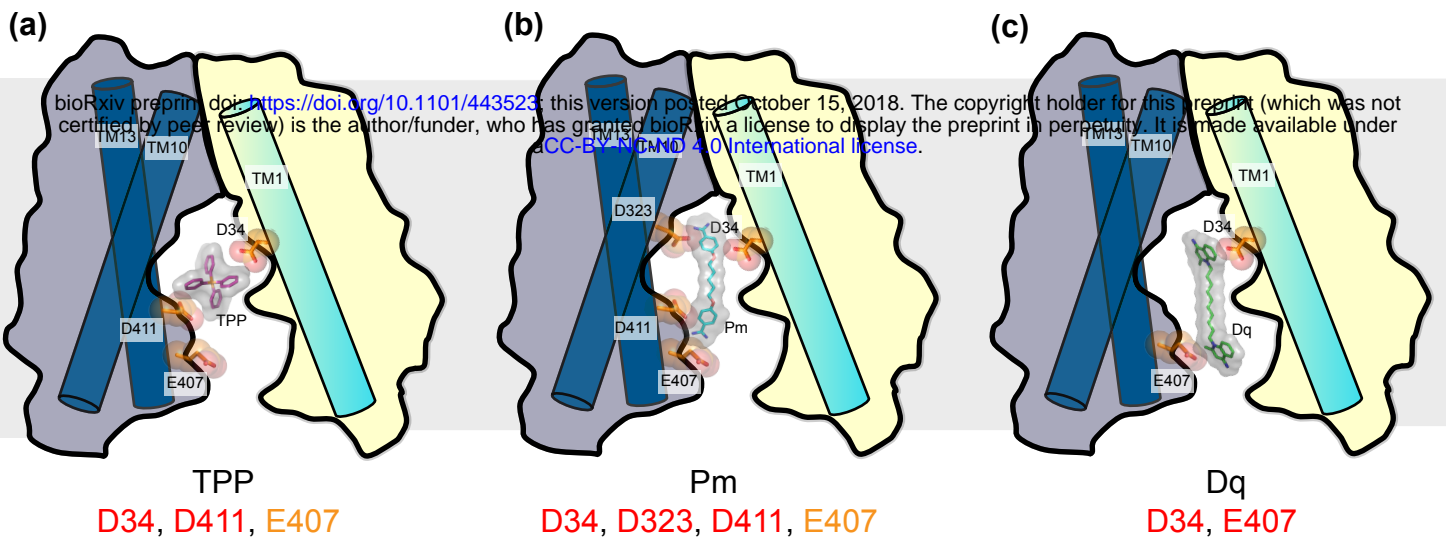 (a)
(b)
(c)
bioRxiv preprint doi: https://doi.org/10.1101/443523; this version posted October 15, 2018. The copyright holder for this preprint (which was not
certified by peer review) is the author/funder, who has granted bioRxiv a license to display the preprint in perpetuity. It is made available under
aCC-BY-NC-ND 4.0 International license.
TM13
TM10
TM1
D34
TPP
D411
E407
TM13
TM10
TM1
D323
D34
D411
Pm
E407
TM13
TM10
TM1
D34
Dq
E407
TPP
D34, D411, E407
Pm
D34, D323, D411, E407
Dq
D34, E407